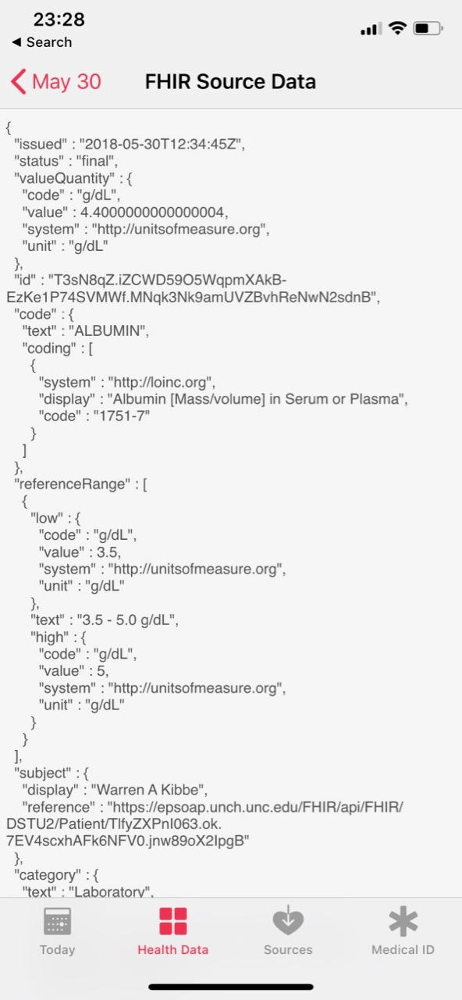 23:28
◀ Search
May 30
FHIR Source Data
{
"issued" : "2018-05-30T12:34:45Z",
"status" : "final",
"valueQuantity" : {
"code" : "g/dL",
"value" : 4.4000000000000004,
"system" : "http://unitsofmeasure.org",
"unit" : "g/dL"
},
"id" : "T3sN8qZ.iZCWD59O5WqpmXAkB-
EzKe1P74SVMWf.MNqk3Nk9amUVZBvhReNwN2sdnB",
"code" : {
"text" : "ALBUMIN",
"coding" : [
{
"system" : "http://loinc.org",
"display" : "Albumin [Mass/volume] in Serum or Plasma",
"code" : "1751-7"
}
]
},
"referenceRange" : [
{
"low" : {
"code" : "g/dL",
"value" : 3.5,
"system" : "http://unitsofmeasure.org",
"unit" : "g/dL"
},
"text" : "3.5 - 5.0 g/dL",
"high" : {
"code" : "g/dL",
"value" : 5,
"system" : "http://unitsofmeasure.org",
"unit" : "g/dL"
}
}
],
"subject" : {
"display" : "Warren A Kibbe",
"reference" : "https://epsoap.unch.unc.edu/FHIR/api/FHIR/
DSTU2/Patient/TlfyZXPnI063.ok.
7EV4scxhAFk6NFV0.jnw89oX2IpgB"
},
"category" : {
"text" : "Laboratory",
Today
Health Data
Sources
Medical ID